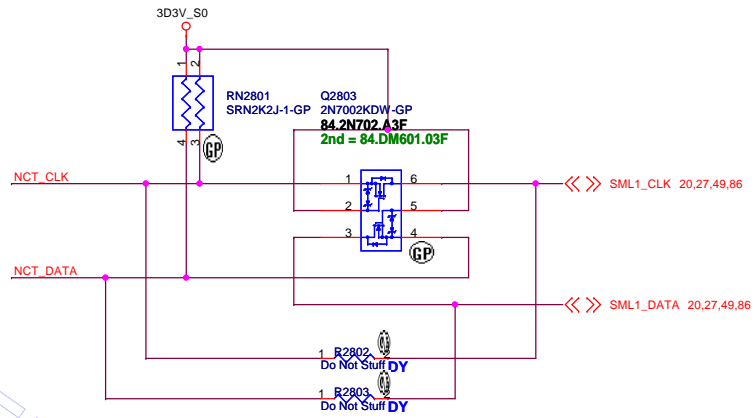 3D3V_S0
1 2
RN2801
SRN2K2J-1-GP
4 3
GP
Q2803
2N7002KDW-GP
84.2N702.A3F
2nd = 84.DM601.03F
NCT_CLK
1 6
SML1_CLK 20,27,49,86
2 5
3 4
GP
NCT_DATA
SML1_DATA 20,27,49,86
1 R2802 2
Do Not Stuff DY
1 R2803 2
Do Not Stuff DY